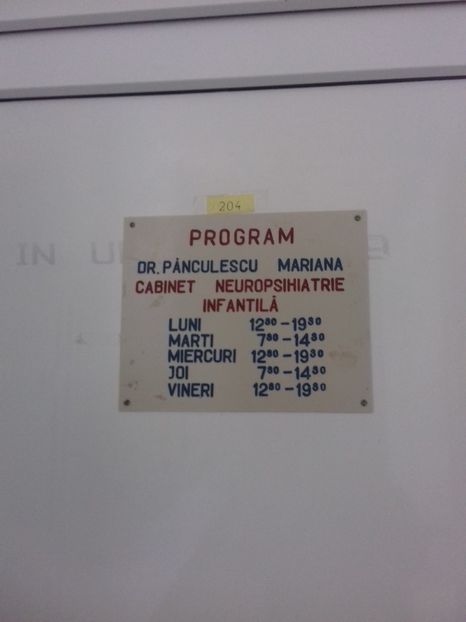 204
PROGRAM
DR. PÂNCULESCU MARIANA
CABINET NEUROPSIHIATRIE
INFANTILĂ
LUNI 12³⁰-19³⁰
MARTI 7³⁰-14³⁰
MIERCURI 12³⁰-19³⁰
JOI 7³⁰-14³⁰
VINERI 12³⁰-19³⁰
IN